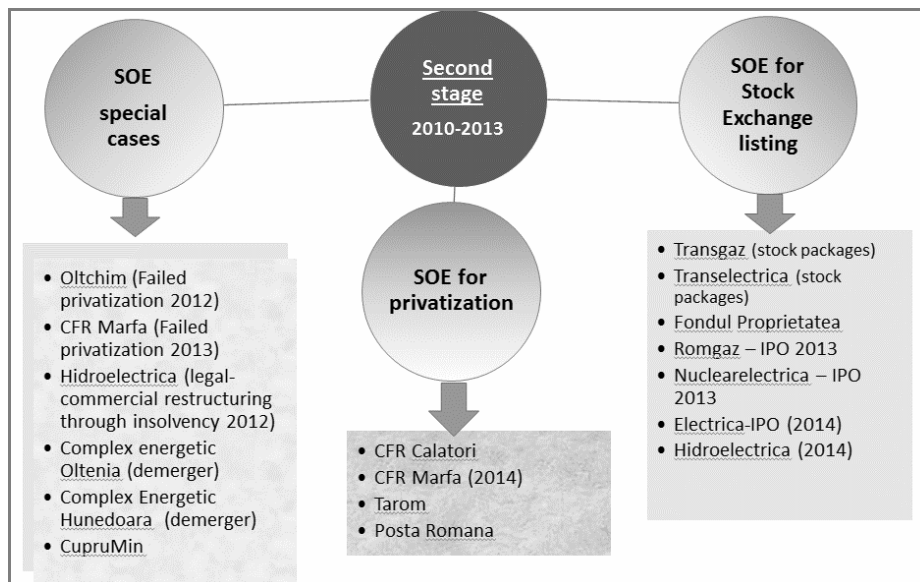 SOE
special
cases
Second
stage
2010-2013
SOE for
Stock
Exchange
listing
SOE for
privatization
• Oltchim (Failed
privatization 2012)
• CFR Marfa (Failed
privatization 2013)
• Hidroelectrica (legal-
commercial restructuring
through insolvency 2012)
• Complex energetic
Oltenia (demerger)
• Complex Energetic
Hunedoara (demerger)
• CupruMin
• CFR Calatori
• CFR Marfa (2014)
• Tarom
• Posta Romana
• Transgaz (stock packages)
• Transelectrica (stock
packages)
• Fondul Proprietatea
• Romgaz – IPO 2013
• Nuclearelectrica – IPO
2013
• Electrica-IPO (2014)
• Hidroelectrica (2014)